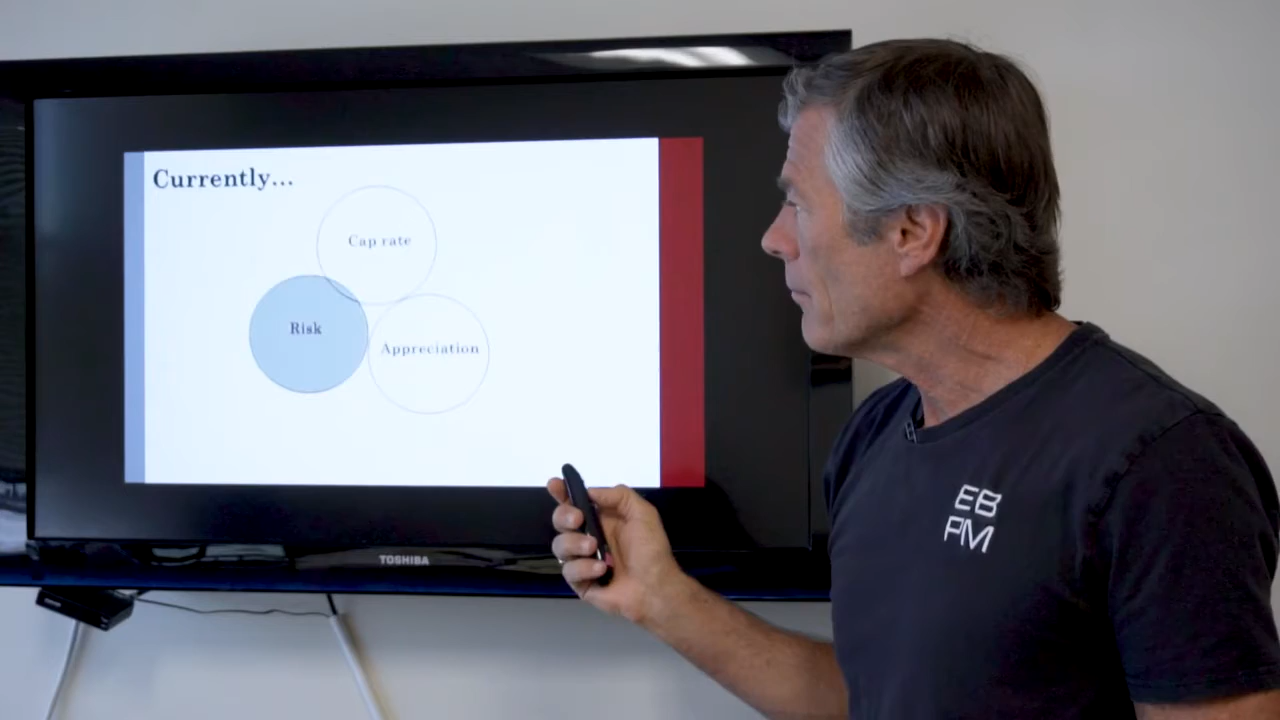 Currently...
Cap rate
Risk
Appreciation
TOSHIBA
EB
PM